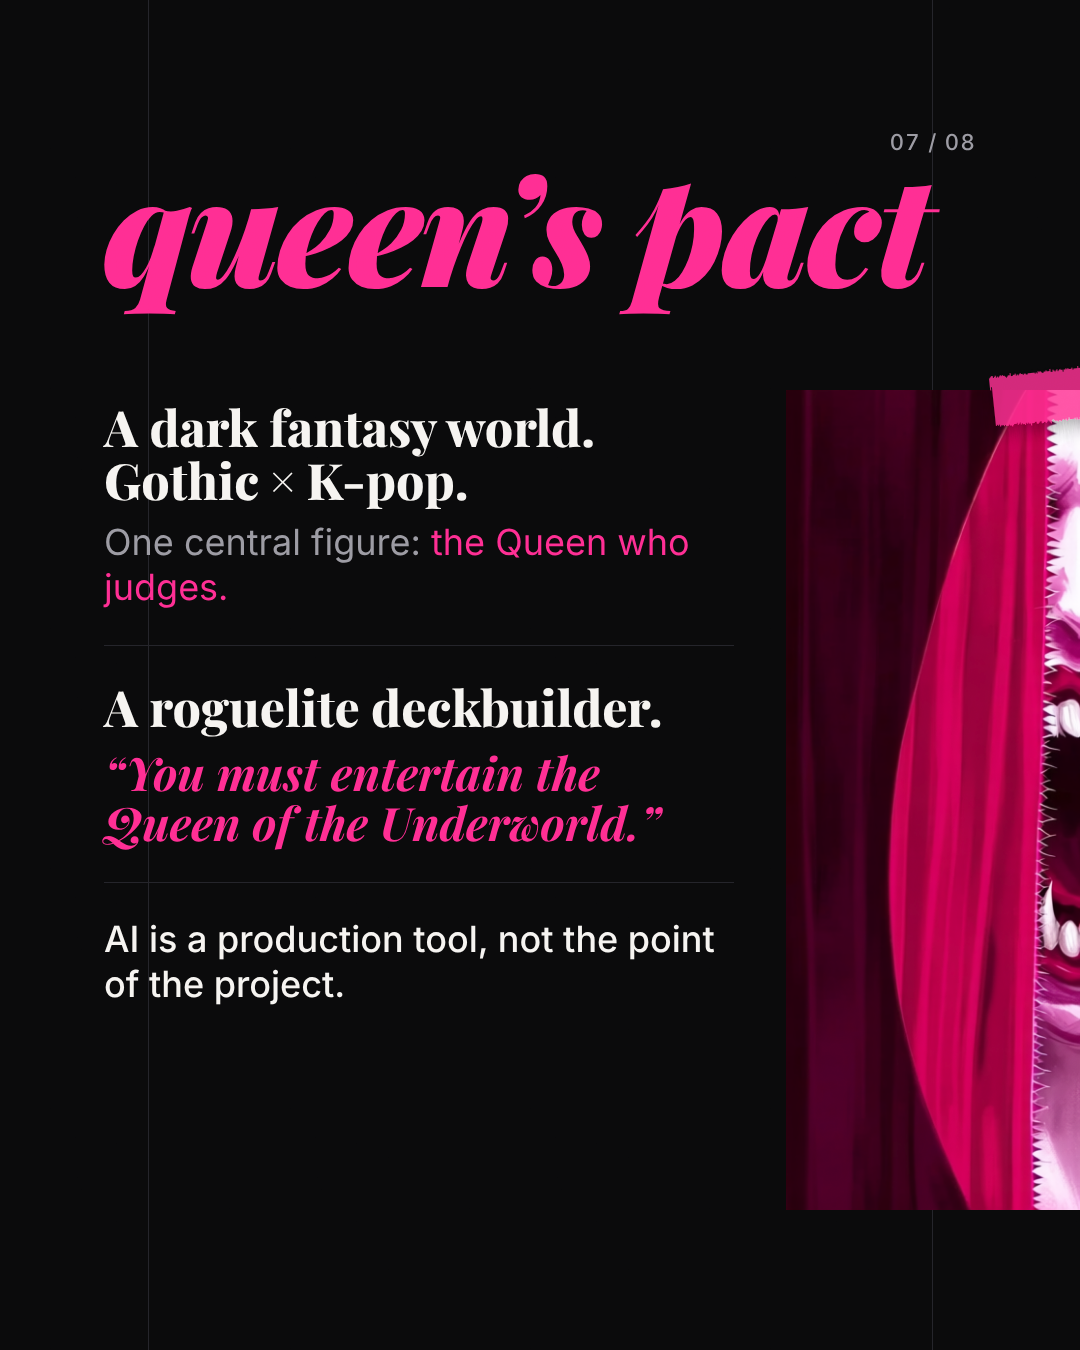 07 / 08
queen’s pact
A dark fantasy world.
Gothic × K-pop.
One central figure: the Queen who
judges.
A roguelite deckbuilder.
“You must entertain the
Queen of the Underworld.”
AI is a production tool, not the point
of the project.